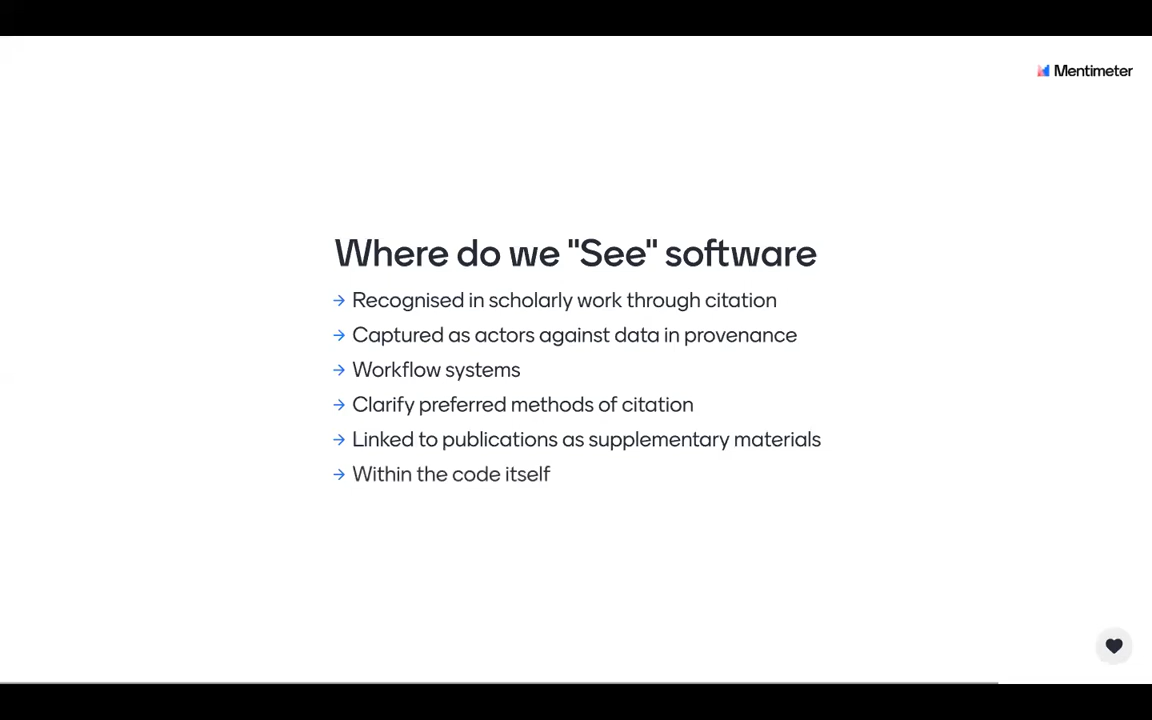 Mentimeter
Where do we "See" software
→ Recognised in scholarly work through citation
→ Captured as actors against data in provenance
→ Workflow systems
→ Clarify preferred methods of citation
→ Linked to publications as supplementary materials
→ Within the code itself